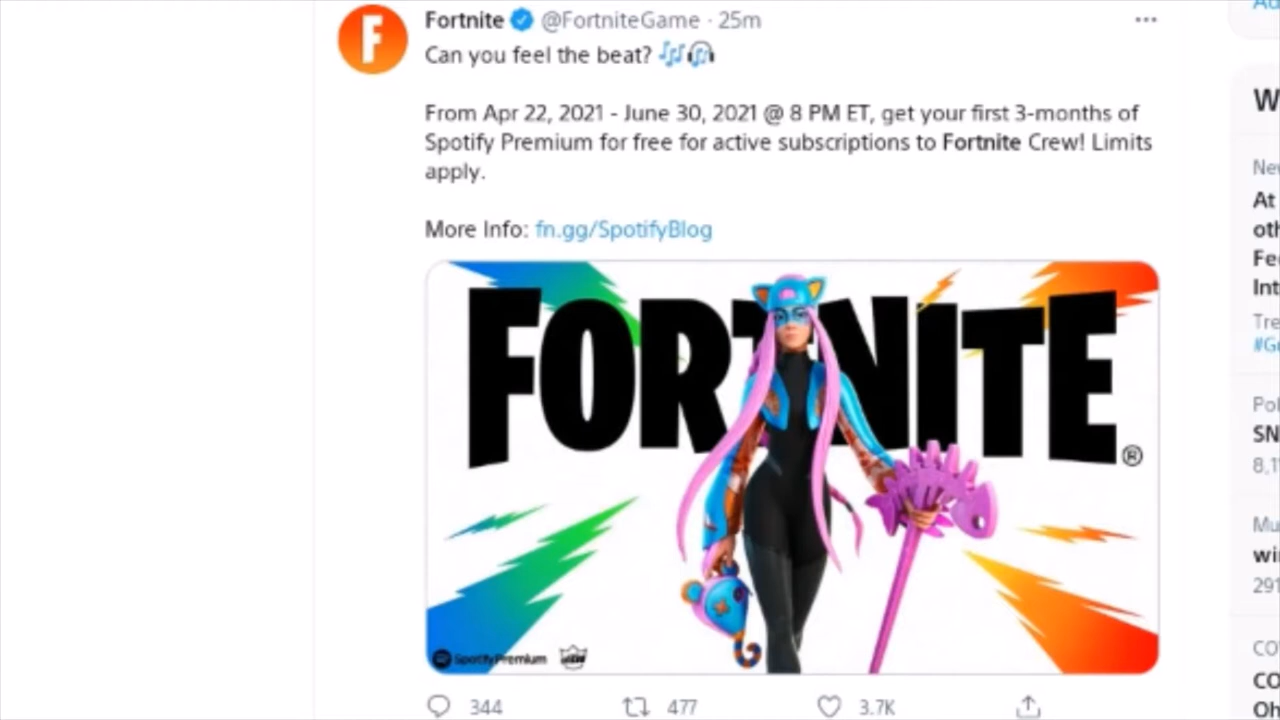 Fortnite @FortniteGame · 25m
Can you feel the beat?
From Apr 22, 2021 - June 30, 2021 @ 8 PM ET, get your first 3-months of
Spotify Premium for free for active subscriptions to Fortnite Crew! Limits
apply.
More Info: fn.gg/SpotifyBlog
FORTNITE®
Spotify Premium
344 477 3.7K
At